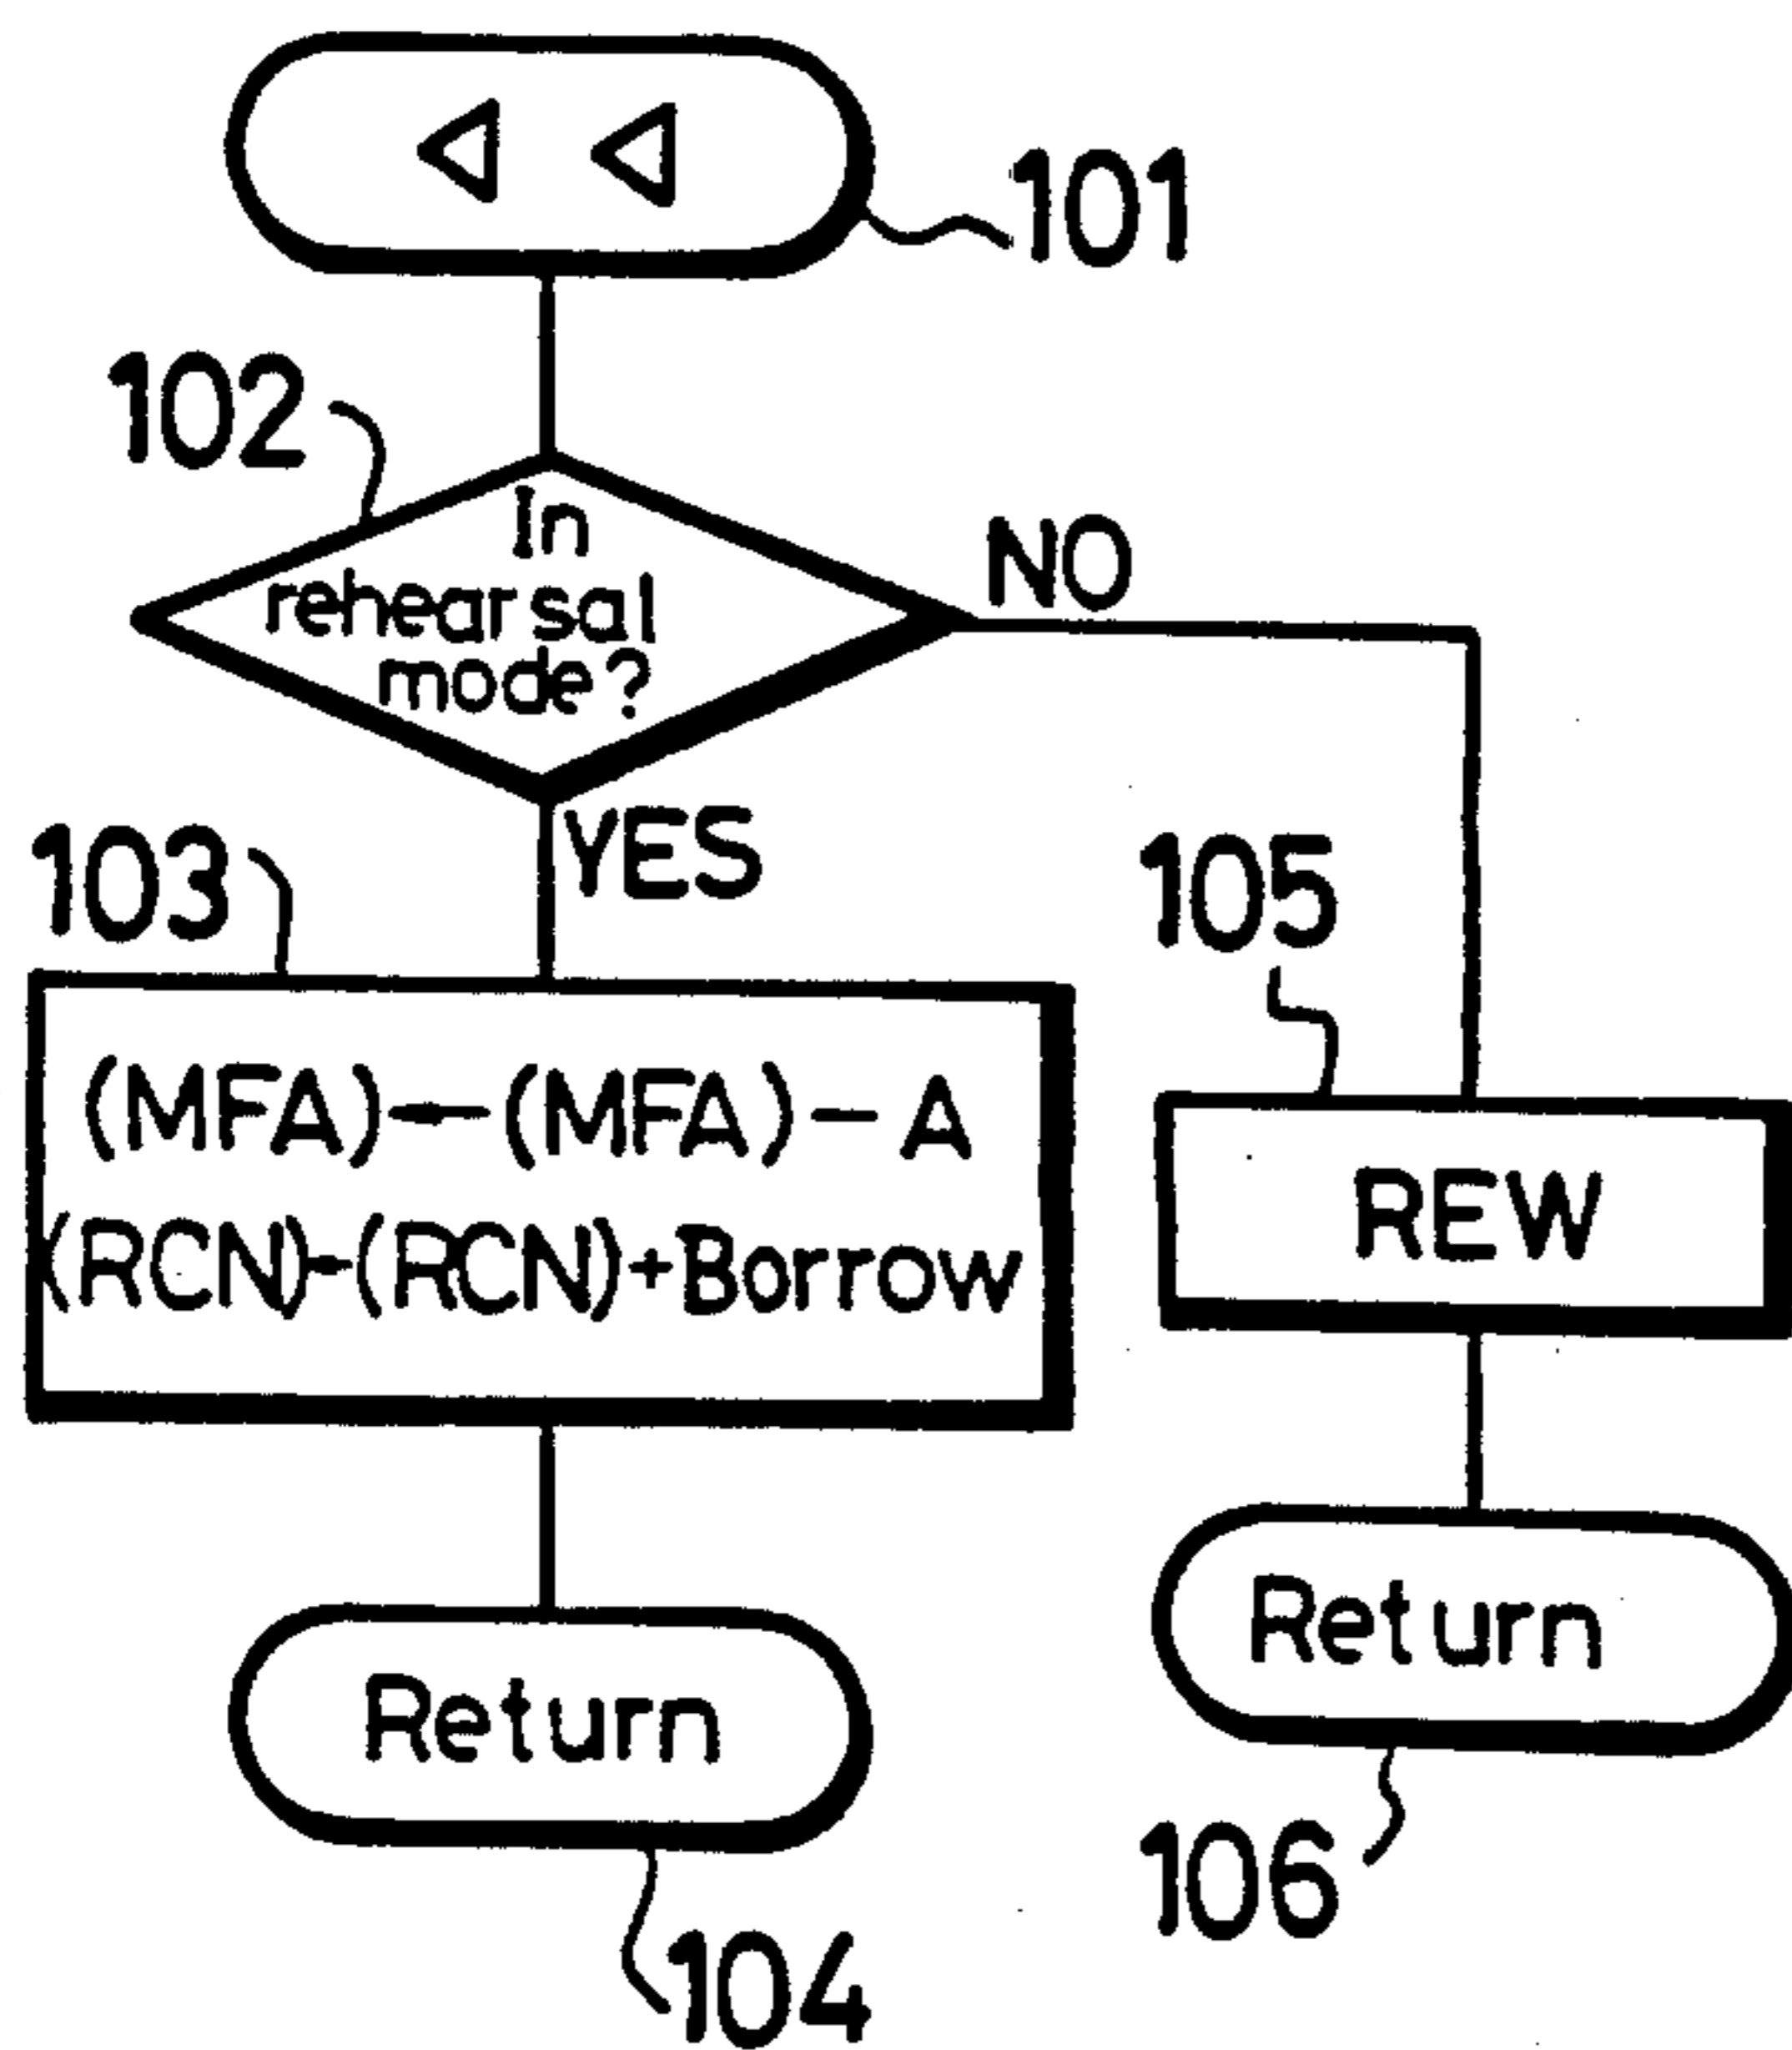 101
102
In
rehearsal
mode?
NO
YES
103
(MFA)←(MFA)-A
(RCN)←(RCN)+Borrow
105
REW
Return
Return
106
104